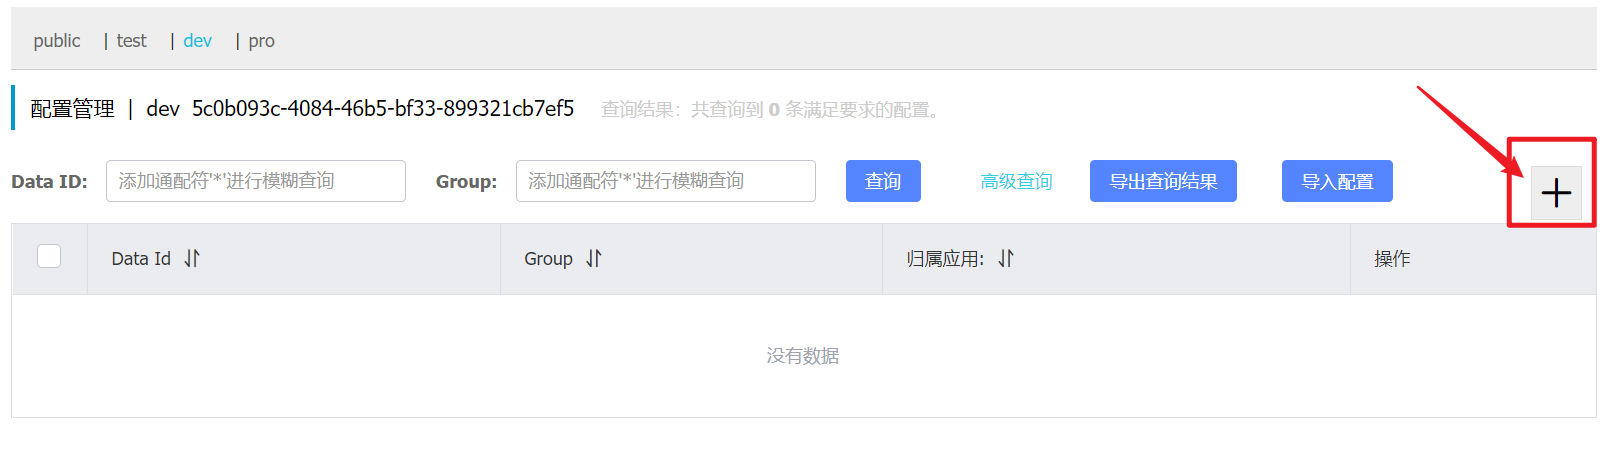 public | test | dev | pro
配置管理 | dev 5c0b093c-4084-46b5-bf33-899321cb7ef5 查询结果：共查询到 0 条满足要求的配置。
Data ID: 添加通配符'*'进行模糊查询 Group: 添加通配符'*'进行模糊查询 查询 高级查询 导出查询结果 导入配置
Data Id Group 归属应用: 操作
没有数据